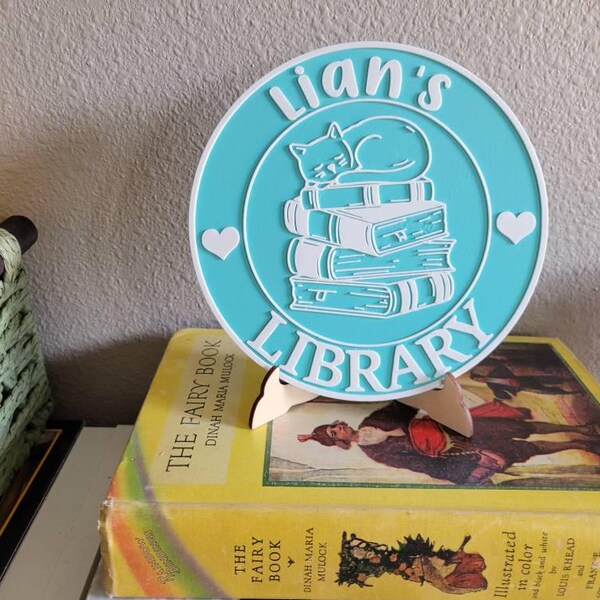 Lian's
LIBRARY
THE FAIRY BOOK
DINAH MARIA MULOCK
THE
FAIRY
BOOK
DINAH MARIA
MULOCK
Illustrated
in color
and black and white
by
LOUIS RHEAD
and